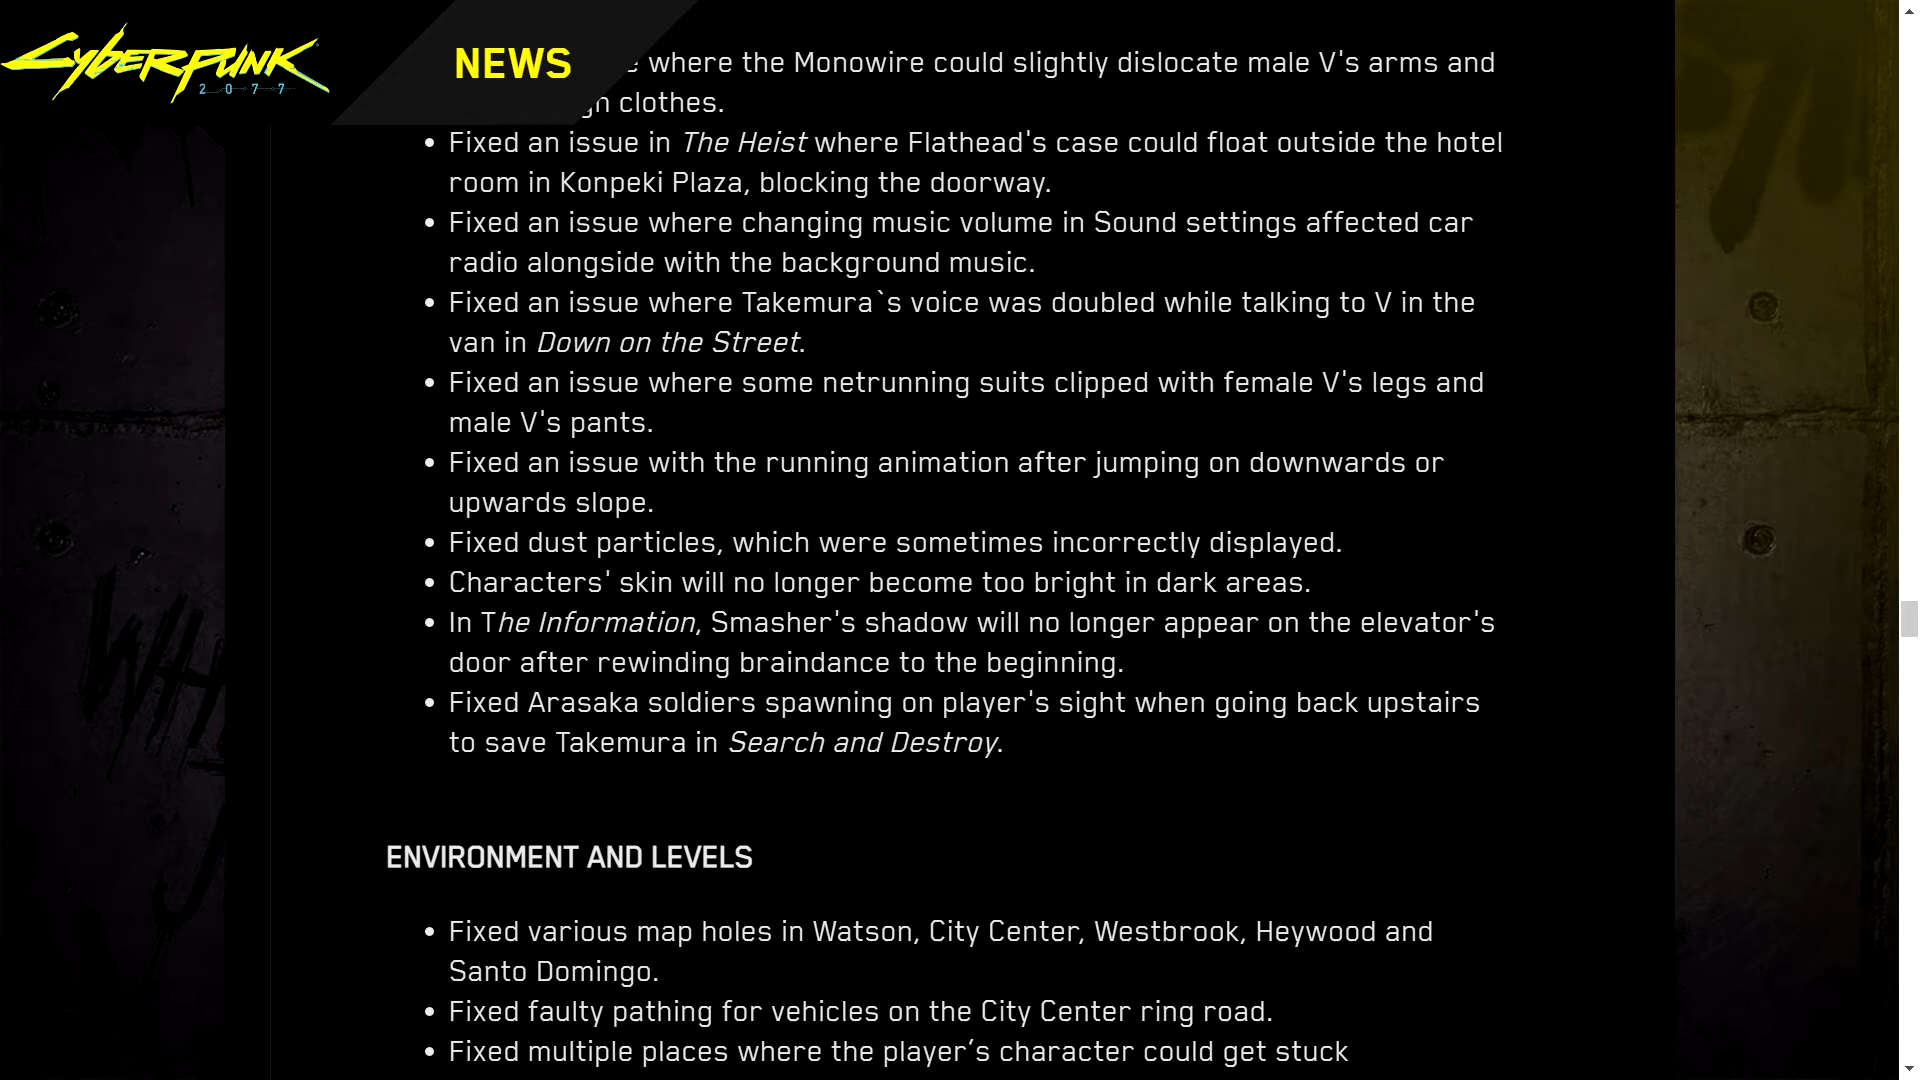 Cyberpunk
2077
NEWS
where the Monowire could slightly dislocate male V's arms and
clothes.
Fixed an issue in The Heist where Flathead's case could float outside the hotel
room in Konpeki Plaza, blocking the doorway.
Fixed an issue where changing music volume in Sound settings affected car
radio alongside with the background music.
Fixed an issue where Takemura`s voice was doubled while talking to V in the
van in Down on the Street.
Fixed an issue where some netrunning suits clipped with female V's legs and
male V's pants.
Fixed an issue with the running animation after jumping on downwards or
upwards slope.
Fixed dust particles, which were sometimes incorrectly displayed.
Characters' skin will no longer become too bright in dark areas.
In The Information, Smasher's shadow will no longer appear on the elevator's
door after rewinding braindance to the beginning.
Fixed Arasaka soldiers spawning on player's sight when going back upstairs
to save Takemura in Search and Destroy.
ENVIRONMENT AND LEVELS
Fixed various map holes in Watson, City Center, Westbrook, Heywood and
Santo Domingo.
Fixed faulty pathing for vehicles on the City Center ring road.
Fixed multiple places where the player’s character could get stuck